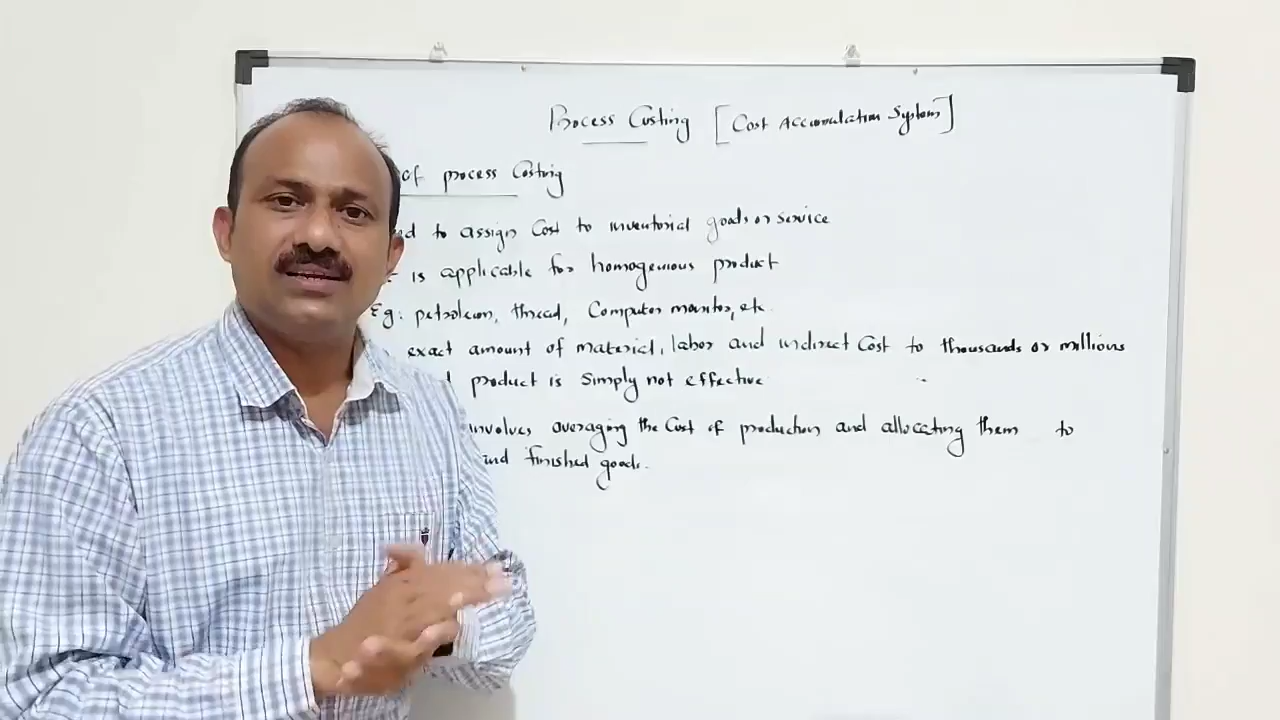 Process Costing [Cost Accumulation System]
of process Costing
to assign Cost to inventorial goods or service
is applicable for homogenious product
Eg: petroleum, thread, Computer monitor, etc.
exact amount of material, labor and indirect Cost to thousands or millions
product is simply not effective
involves averaging the Cost of production and allocating them to
and finished goods.